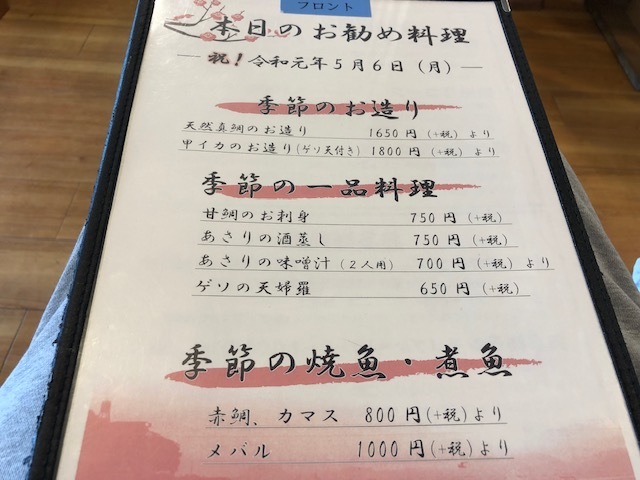 フロント
本日のお勧め料理
― 祝！令和元年５月６日（月）―
季節のお造り
天然真鯛のお造り 1650円（+税）より
甲イカのお造り（ゲソ天付き）1800円（+税）より
季節の一品料理
甘鯛のお刺身 750円（+税）
あさりの酒蒸し 750円（+税）
あさりの味噌汁（２人用） 700円（+税）より
ゲソの天婦羅 650円（+税）
季節の焼魚・煮魚
赤鯛、カマス 800円（+税）より
メバル 1000円（+税）より